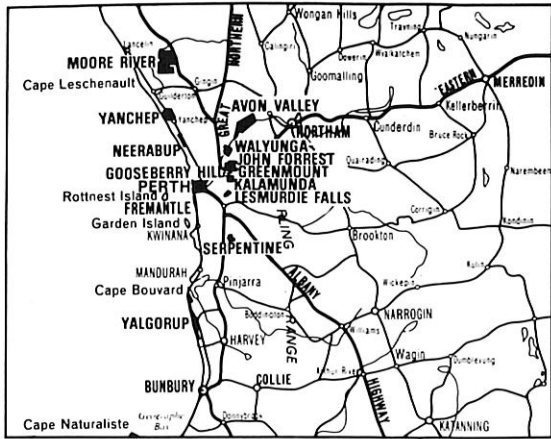 Wongan Hills
Trayning
Nungarin
Lancelin
NORTHERN
Calingiri
Dowerin
Wyalkatchem
MOORE RIVER
Goomalling
EASTERN
MERREDIN
Cape Leschenault
Gingin
Guilderton
AVON VALLEY
Kellerberrin
YANCHEP
Yanchep
GREAT
NORTHAM
Cunderdin
Bruce Rock
WALYUNGA
NEERABUP
JOHN FORREST
Quairading
Narembeen
GOOSEBERRY HILL
GREENMOUNT
PERTH
KALAMUNDA
Rottnest Island
LESMURDIE FALLS
FREMANTLE
Corrigin
Kondinin
Garden Island
LING
KWINANA
SERPENTINE
Brookton
MANDURAH
ALBANY
Kulin
Cape Bouvard
Pinjarra
Wickepin
Boddington
NARROGIN
YALGORUP
RANGE
Williams
HARVEY
Wagin
Dumbleyung
Arthur River
BUNBURY
COLLIE
HIGHWAY
Cape Naturaliste
Geographe
Bay
Donnybrook
KATANNING